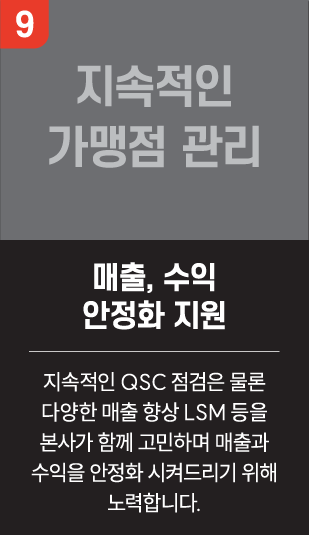 9
지속적인
가맹점 관리
매출, 수익
안정화 지원
지속적인 QSC 점검은 물론
다양한 매출 향상 LSM 등을
본사가 함께 고민하며 매출과
수익을 안정화 시켜드리기 위해
노력합니다.